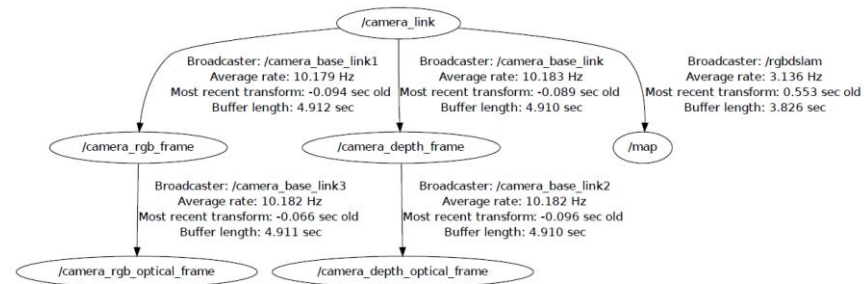 /camera_link
Broadcaster: /camera_base_link1
Average rate: 10.179 Hz
Most recent transform: -0.094 sec old
Buffer length: 4.912 sec
Broadcaster: /camera_base_link
Average rate: 10.183 Hz
Most recent transform: -0.089 sec old
Buffer length: 4.910 sec
Broadcaster: /rgbdslam
Average rate: 3.136 Hz
Most recent transform: 0.553 sec old
Buffer length: 3.826 sec
/camera_rgb_frame
/camera_depth_frame
/map
Broadcaster: /camera_base_link3
Average rate: 10.182 Hz
Most recent transform: -0.066 sec old
Buffer length: 4.911 sec
Broadcaster: /camera_base_link2
Average rate: 10.182 Hz
Most recent transform: -0.096 sec old
Buffer length: 4.910 sec
/camera_rgb_optical_frame
/camera_depth_optical_frame